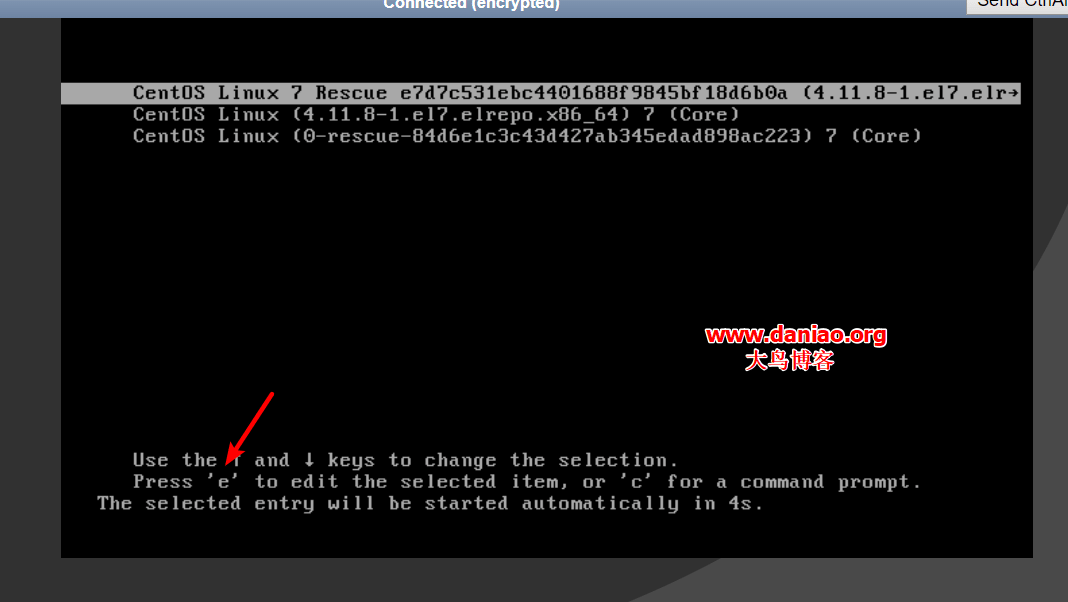 Connected (encrypted)
Send CtrlAl
CentOS Linux 7 Rescue e7d7c531ebc4401688f9845bf18d6b0a (4.11.8-1.el7.elr→
CentOS Linux (4.11.8-1.el7.elrepo.x86_64) 7 (Core)
CentOS Linux (0-rescue-84d6e1c3c43d427ab345edad898ac223) 7 (Core)
www.daniao.org
大鸟博客
Use the ↑ and ↓ keys to change the selection.
Press 'e' to edit the selected item, or 'c' for a command prompt.
The selected entry will be started automatically in 4s.